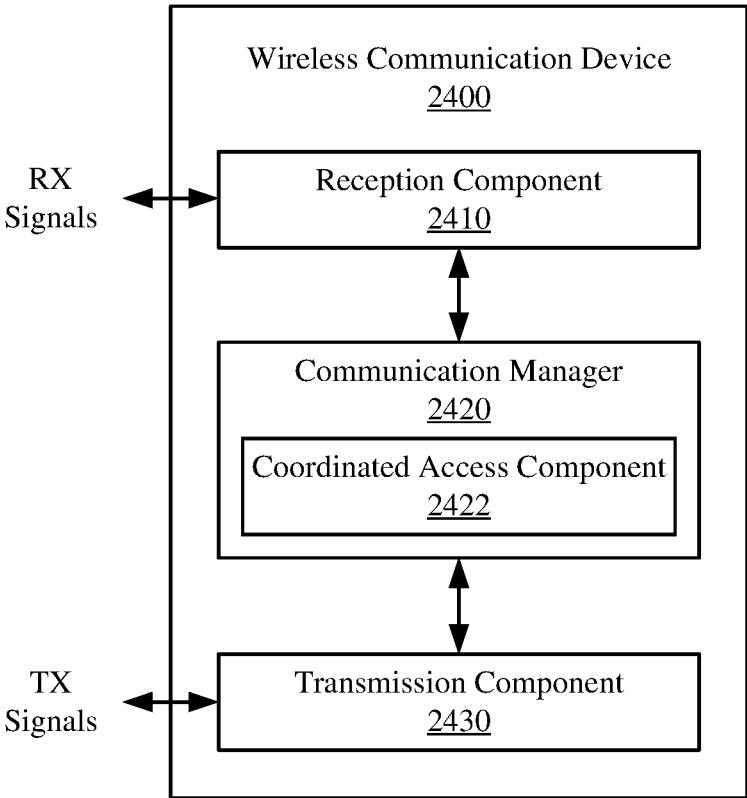 Wireless Communication Device
2400
RX
Signals
Reception Component
2410
Communication Manager
2420
Coordinated Access Component
2422
TX
Signals
Transmission Component
2430